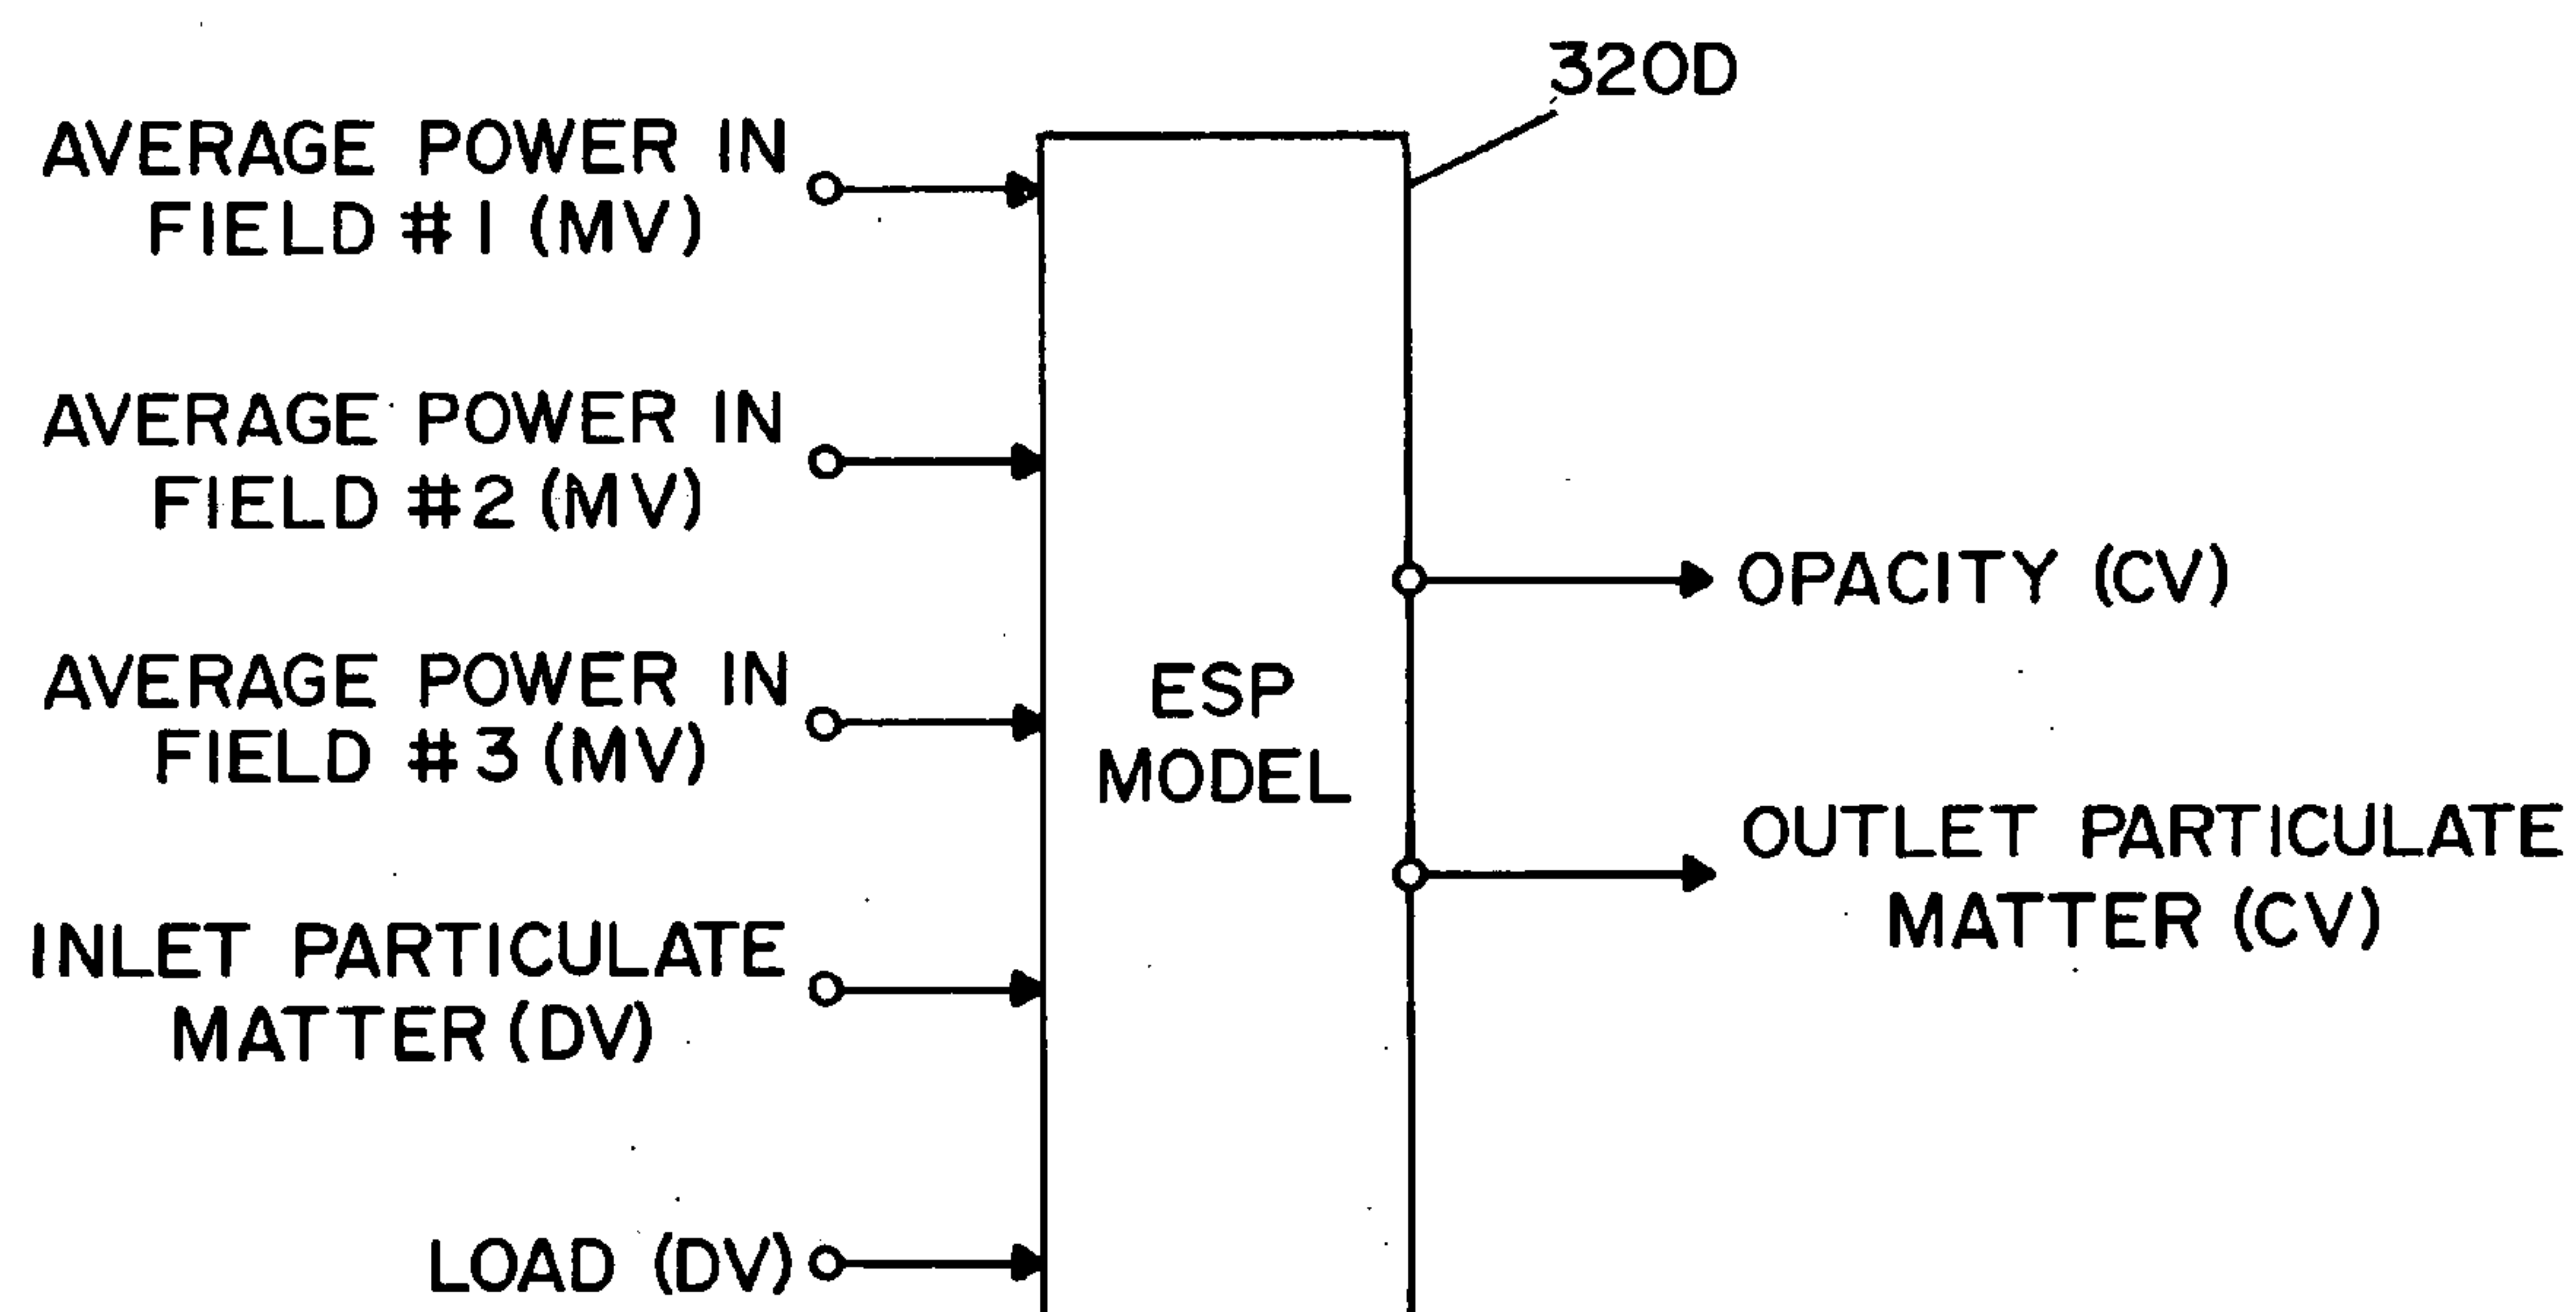 320D
AVERAGE POWER IN
FIELD #1 (MV)
AVERAGE POWER IN
FIELD #2 (MV)
AVERAGE POWER IN
FIELD #3 (MV)
INLET PARTICULATE
MATTER (DV)
LOAD (DV)
ESP
MODEL
OPACITY (CV)
OUTLET PARTICULATE
MATTER (CV)